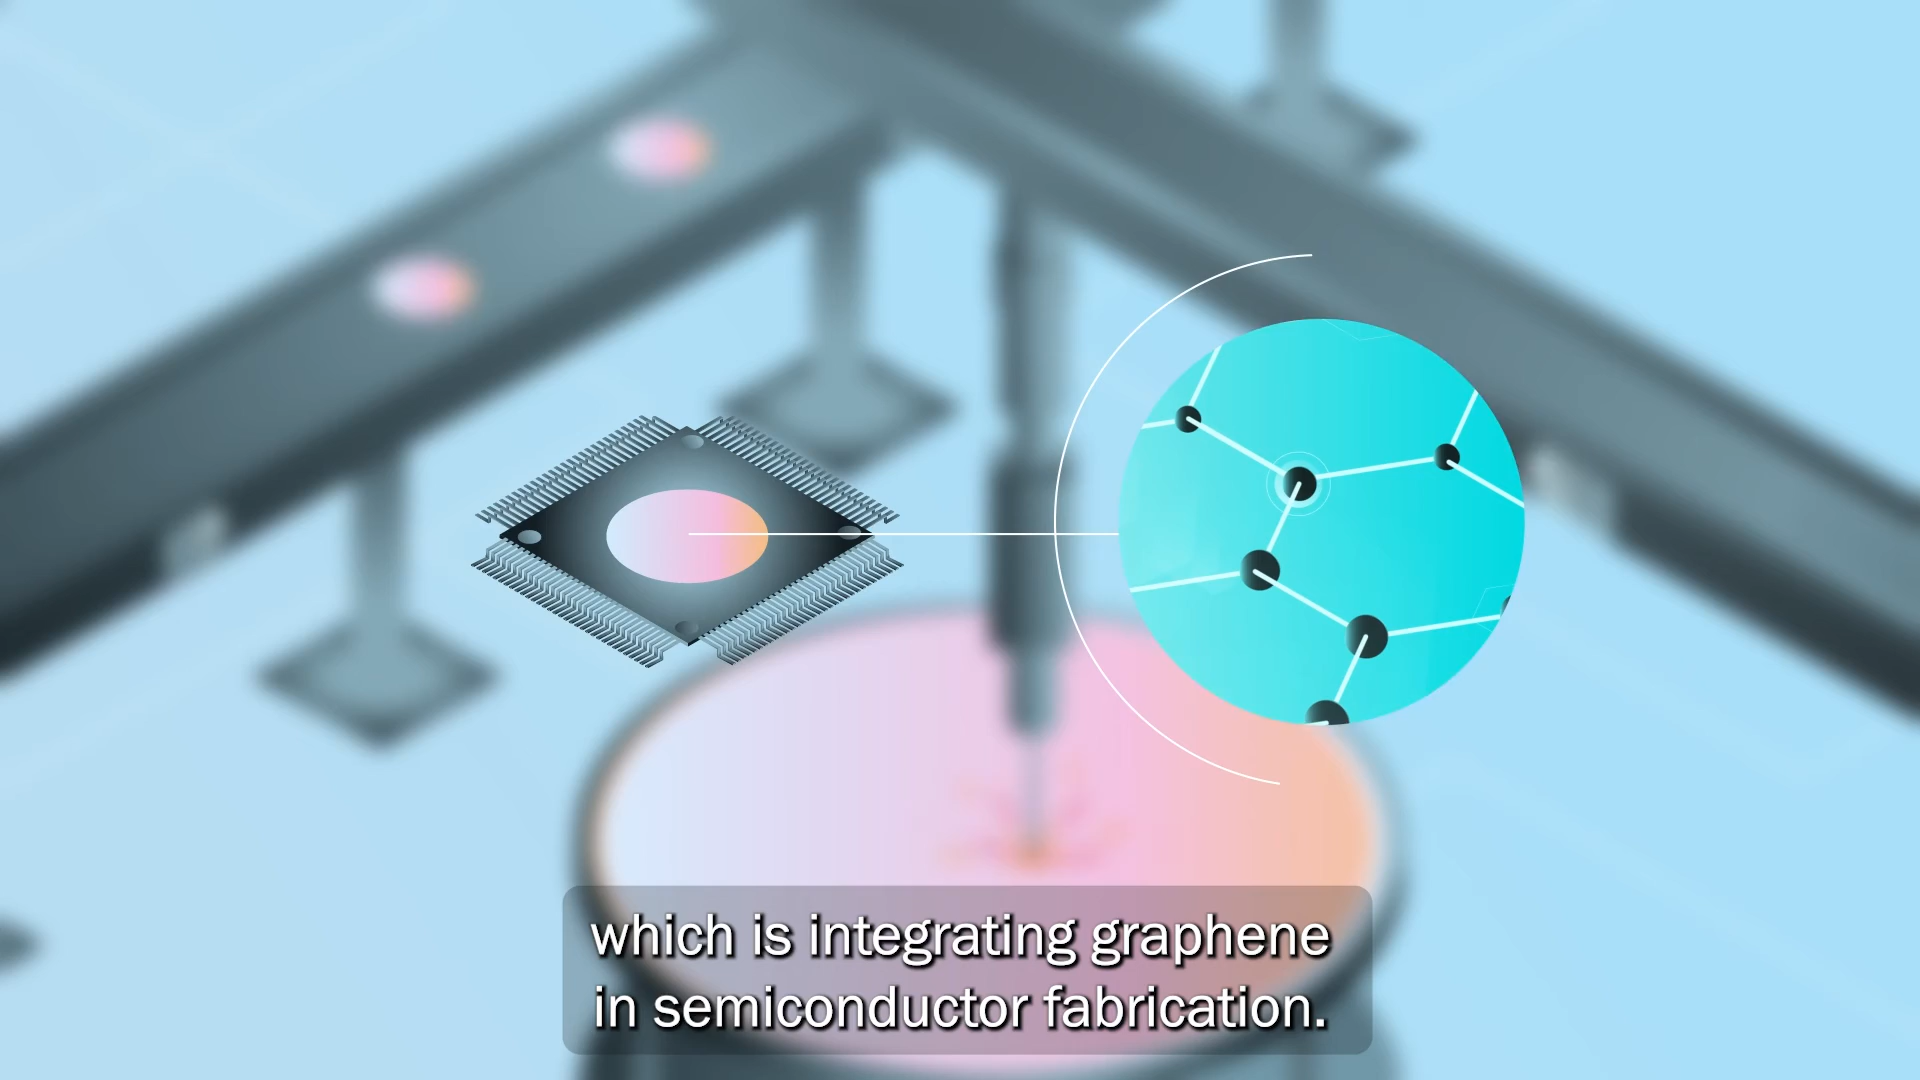 which is integrating graphene
in semiconductor fabrication.